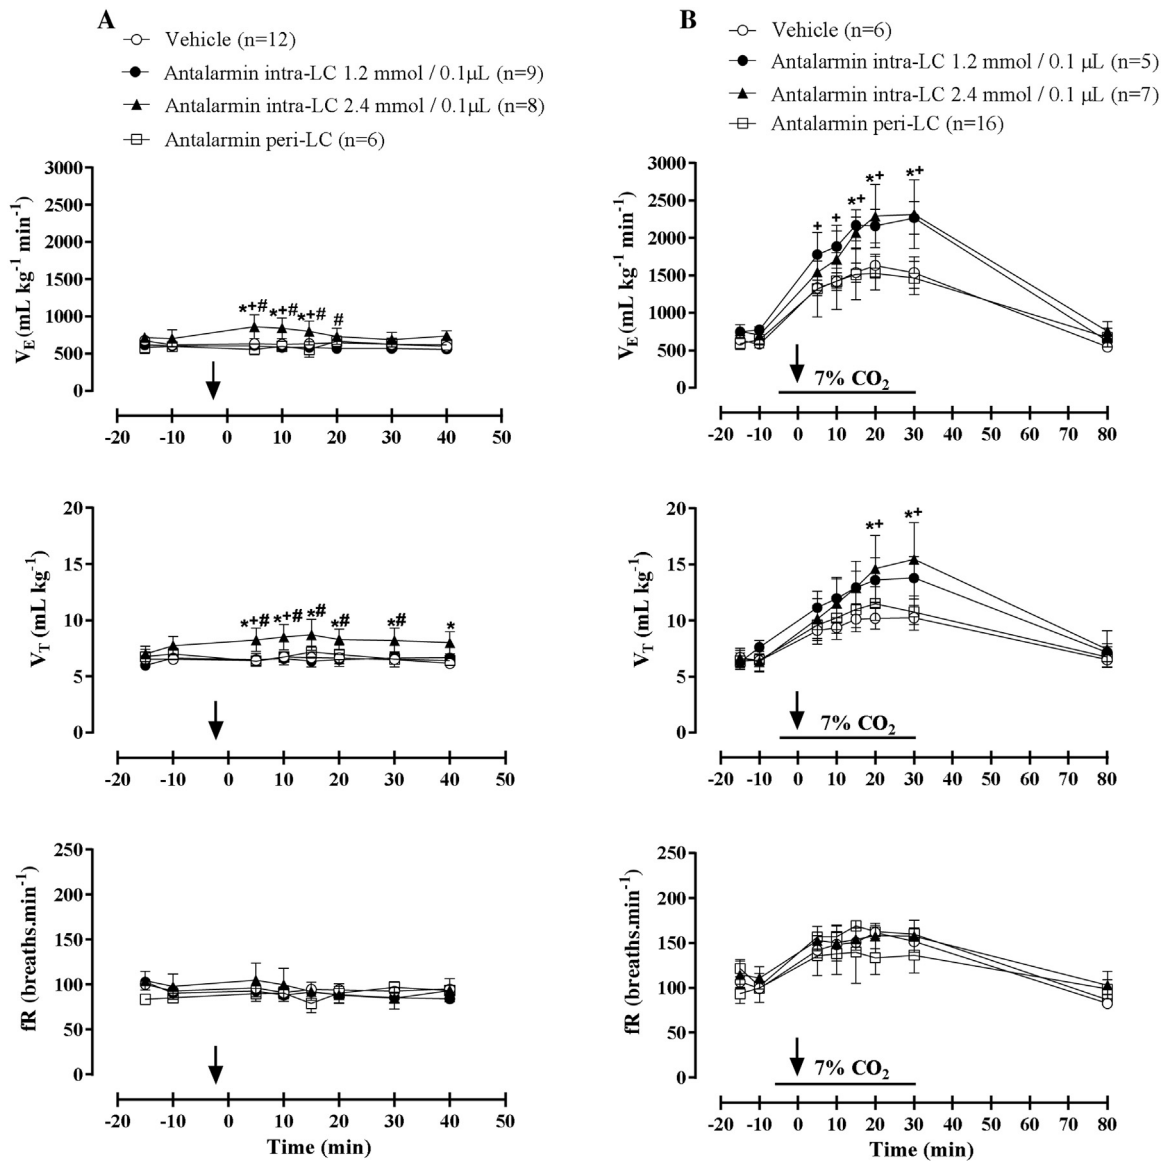 A
Vehicle (n=12)
Antalarmin intra-LC 1.2 mmol / 0.1µL (n=9)
Antalarmin intra-LC 2.4 mmol / 0.1µL (n=8)
Antalarmin peri-LC (n=6)
3000
2500
2000
1500
1000
500
0
VE (mL kg-1 min-1)
*+# *+# *+# #
-20 -10 0 10 20 30 40 50
20
15
10
5
0
VT (mL kg-1)
*+# *+# *# *# *# *
-20 -10 0 10 20 30 40 50
250
200
150
100
50
0
fR (breaths.min-1)
-20 -10 0 10 20 30 40 50
Time (min)
B
Vehicle (n=6)
Antalarmin intra-LC 1.2 mmol / 0.1 µL (n=5)
Antalarmin intra-LC 2.4 mmol / 0.1 µL (n=7)
Antalarmin peri-LC (n=16)
3000
2500
2000
1500
1000
500
0
VE (mL kg-1 min-1)
+ + *+ *+ *+
7% CO2
-20 -10 0 10 20 30 40 50 60 70 80
20
15
10
5
0
VT (mL kg-1)
*+ *+
7% CO2
-20 -10 0 10 20 30 40 50 60 70 80
250
200
150
100
50
0
fR (breaths.min-1)
7% CO2
-20 -10 0 10 20 30 40 50 60 70 80
Time (min)